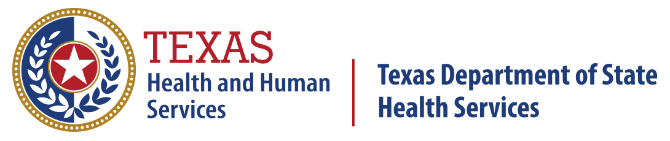 TEXAS
Health and Human
Services
Texas Department of State
Health Services